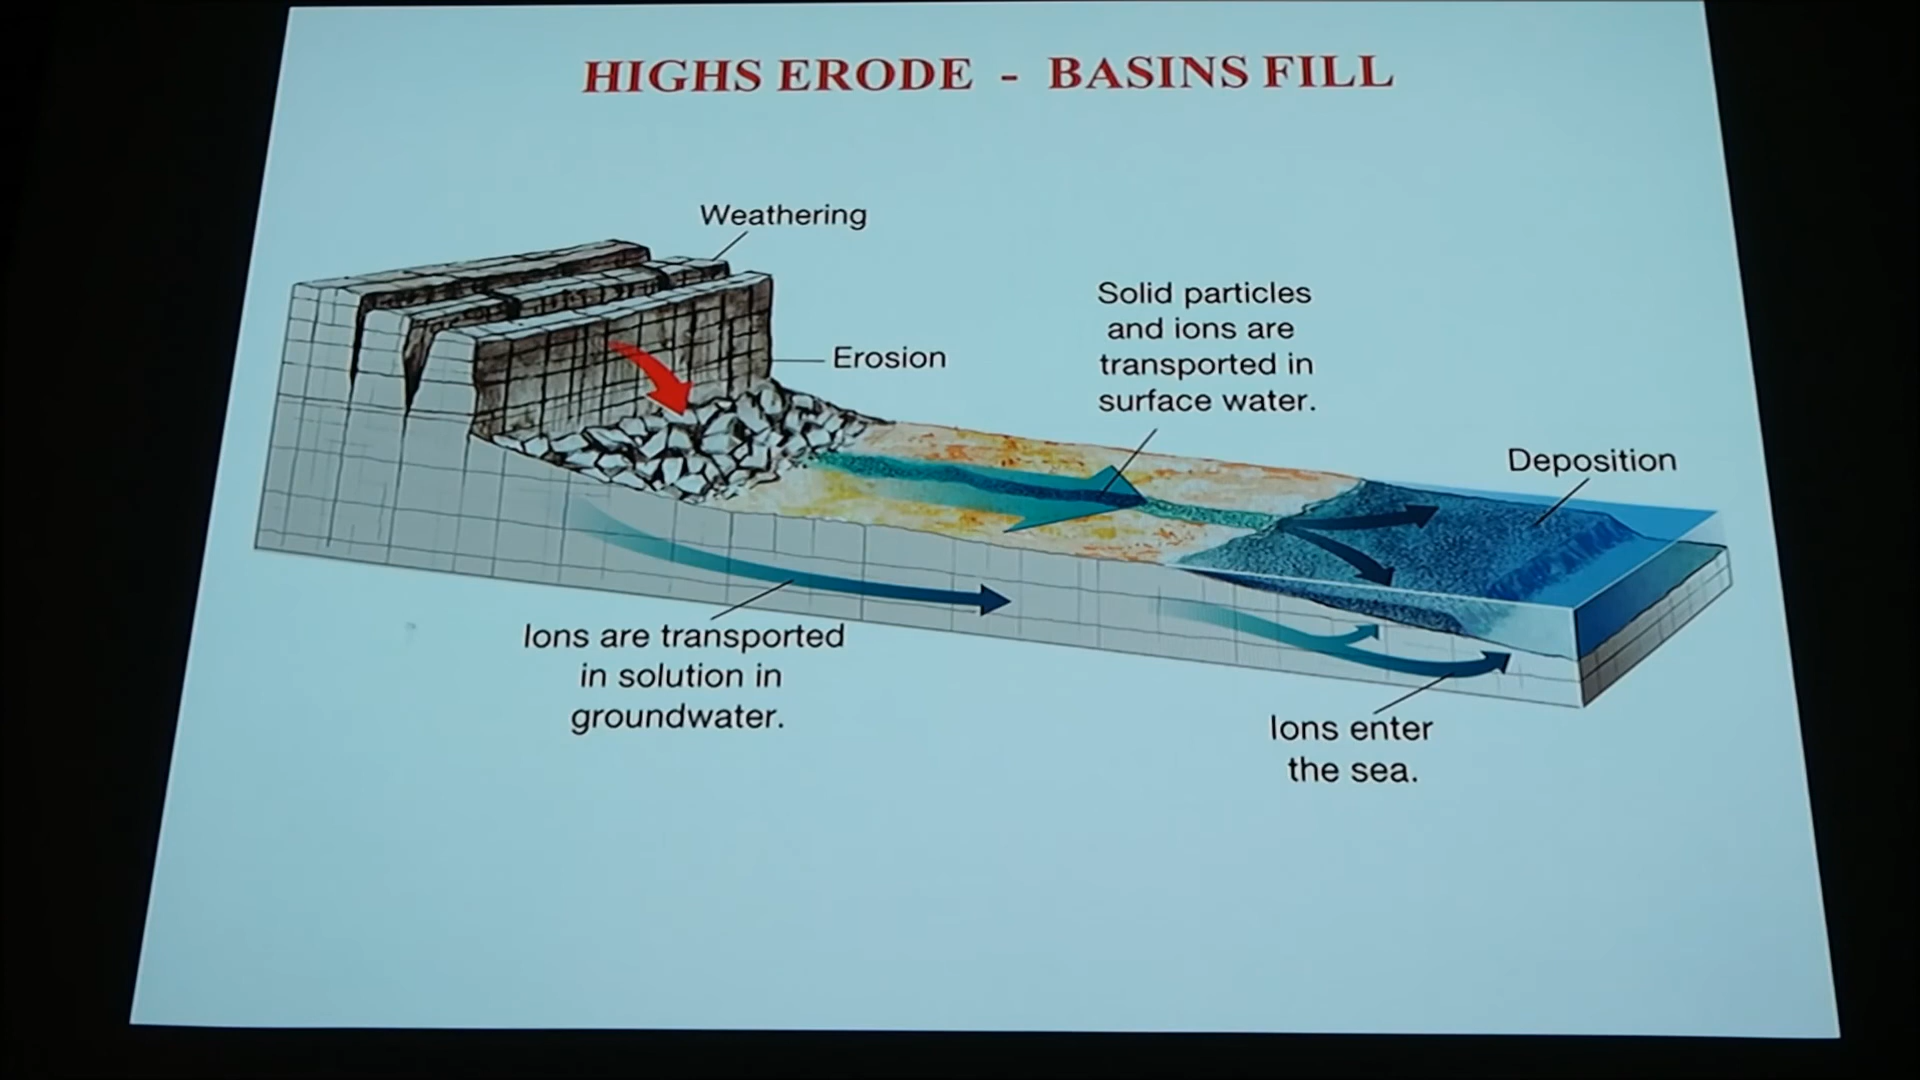 HIGHS ERODE - BASINS FILL
Weathering
Erosion
Solid particles
and ions are
transported in
surface water.
Deposition
Ions are transported
in solution in
groundwater.
Ions enter
the sea.